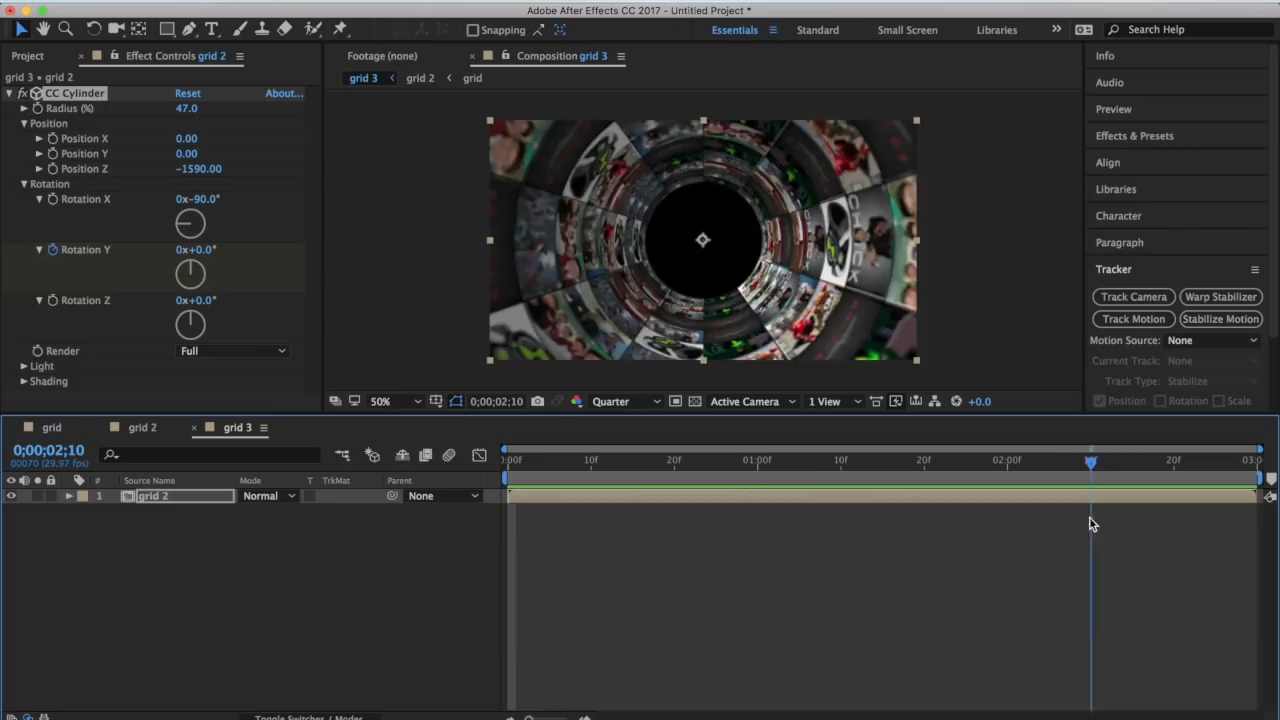 Adobe After Effects CC 2017 - Untitled Project *
Snapping
Essentials
Standard
Small Screen
Libraries
Search Help
Project
Effect Controls grid 2
Footage (none)
Composition grid 3
Info
grid 3 • grid 2
grid 3
grid 2
grid
Audio
CC Cylinder Reset About...
Radius (%) 47.0
Preview
Position
Position X 0.00
Effects & Presets
Position Y 0.00
Align
Position Z -1590.00
Rotation
Libraries
Rotation X 0x-90.0°
Character
Rotation Y 0x+0.0°
Paragraph
Tracker
Rotation Z 0x+0.0°
Track Camera Warp Stabilizer
Track Motion Stabilize Motion
Motion Source: None
Render Full
Current Track: None
Light
Track Type: Stabilize
Shading
Position Rotation Scale
50% 0;00;02;10 Quarter Active Camera 1 View +0.0
grid
grid 2
grid 3
0;00;02;10
00070 (29.97 fps)
:00f 10f 20f 01:00f 10f 20f 02:00f 20f 03:0
# Source Name Mode T TrkMat Parent
1 grid 2 Normal None
Toggle Switches / Modes